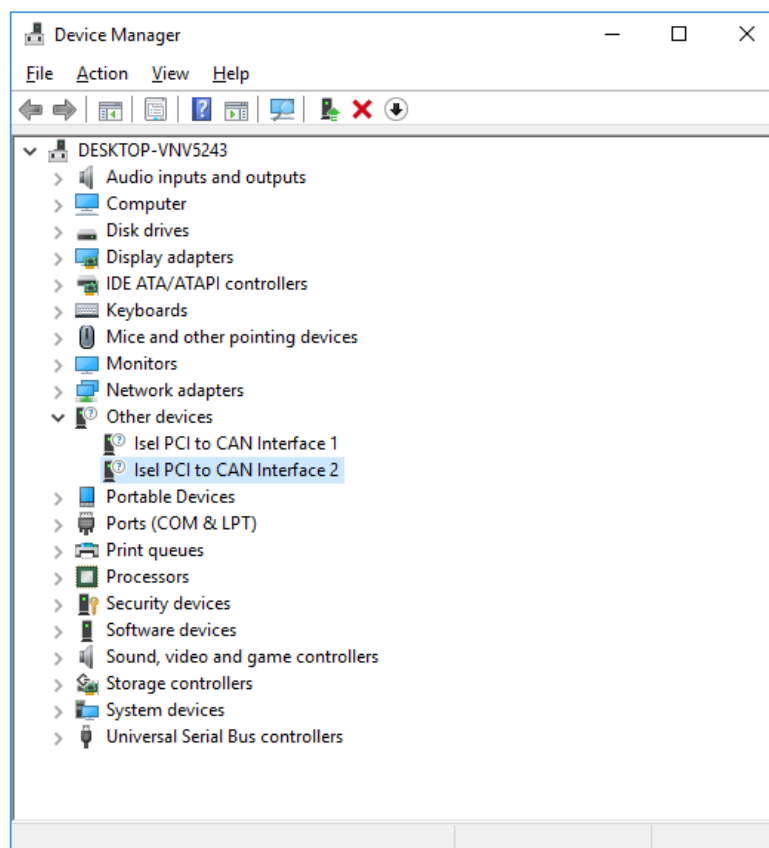 Device Manager
File Action View Help
DESKTOP-VNV5243
Audio inputs and outputs
Computer
Disk drives
Display adapters
IDE ATA/ATAPI controllers
Keyboards
Mice and other pointing devices
Monitors
Network adapters
Other devices
Isel PCI to CAN Interface 1
Isel PCI to CAN Interface 2
Portable Devices
Ports (COM & LPT)
Print queues
Processors
Security devices
Software devices
Sound, video and game controllers
Storage controllers
System devices
Universal Serial Bus controllers